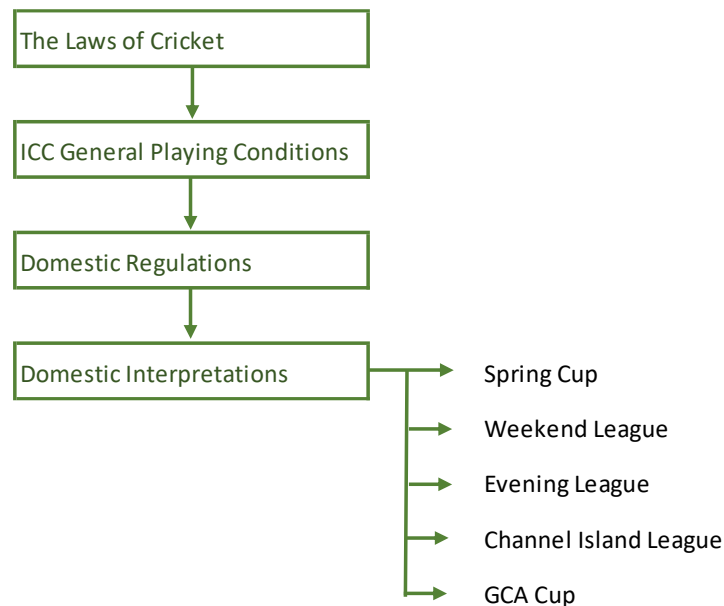 The Laws of Cricket
ICC General Playing Conditions
Domestic Regulations
Domestic Interpretations
Spring Cup
Weekend League
Evening League
Channel Island League
GCA Cup